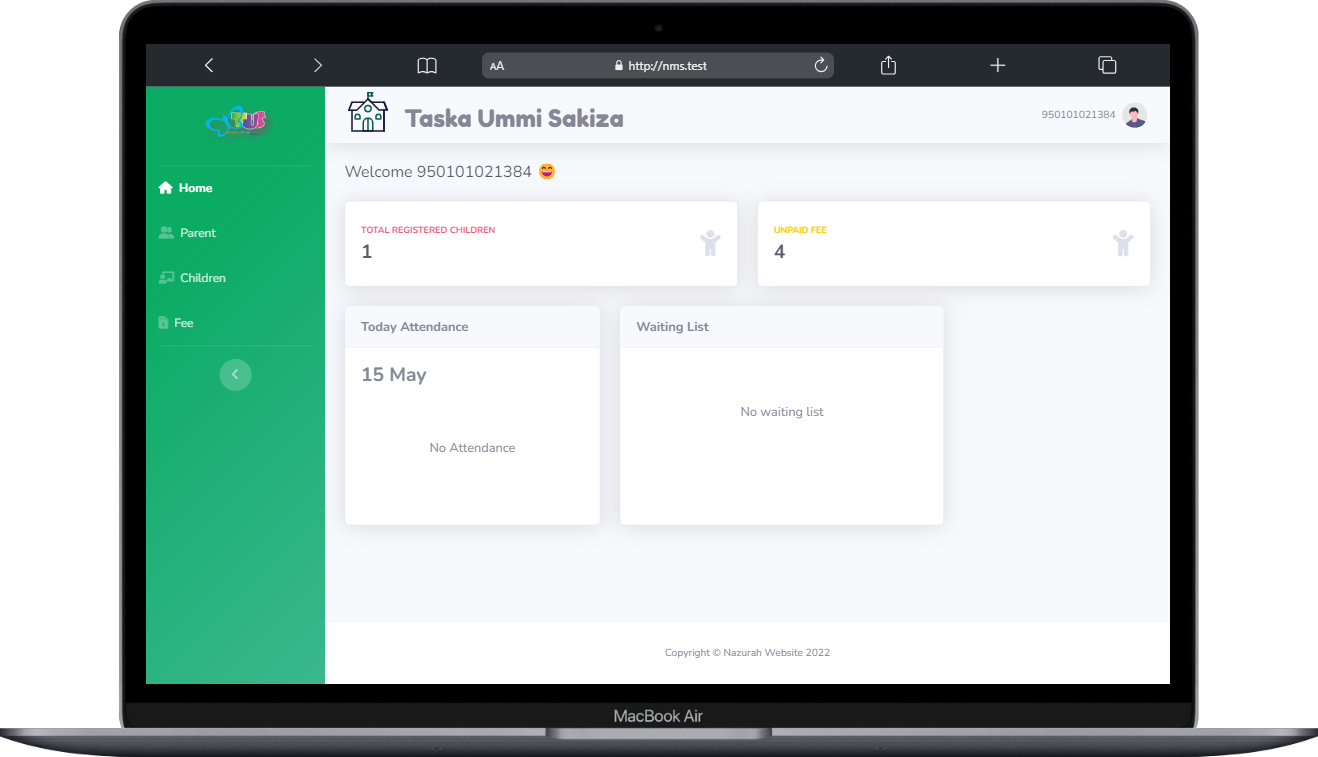 AA
http://nms.test
Taska Ummi Sakiza
950101021384
Home
Parent
Children
Fee
Welcome 950101021384
TOTAL REGISTERED CHILDREN
1
UNPAID FEE
4
Today Attendance
15 May
No Attendance
Waiting List
No waiting list
Copyright © Nazurah Website 2022
MacBook Air